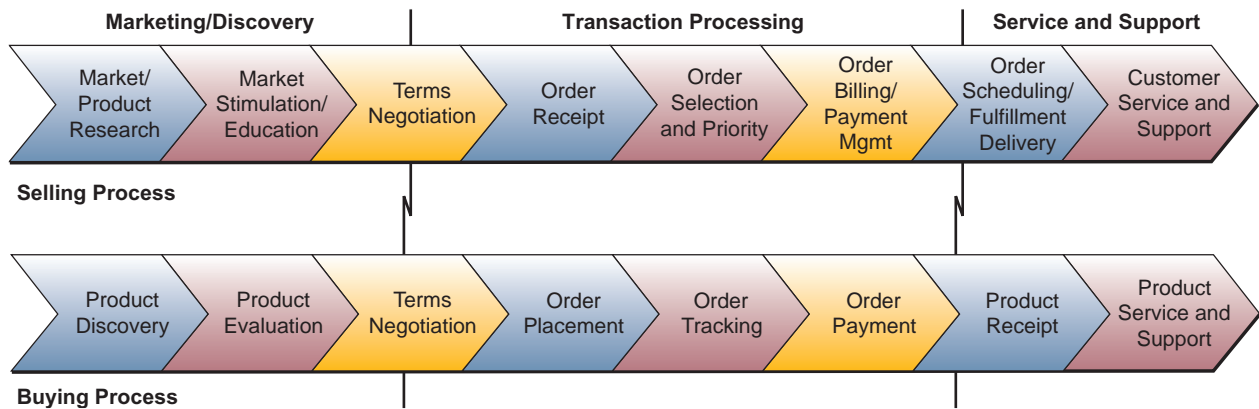 Marketing/Discovery
Transaction Processing
Service and Support
Market/
Product
Research
Market
Stimulation/
Education
Terms
Negotiation
Order
Receipt
Order
Selection
and Priority
Order
Billing/
Payment
Mgmt
Order
Scheduling/
Fulfillment
Delivery
Customer
Service and
Support
Selling Process
Product
Discovery
Product
Evaluation
Terms
Negotiation
Order
Placement
Order
Tracking
Order
Payment
Product
Receipt
Product
Service and
Support
Buying Process